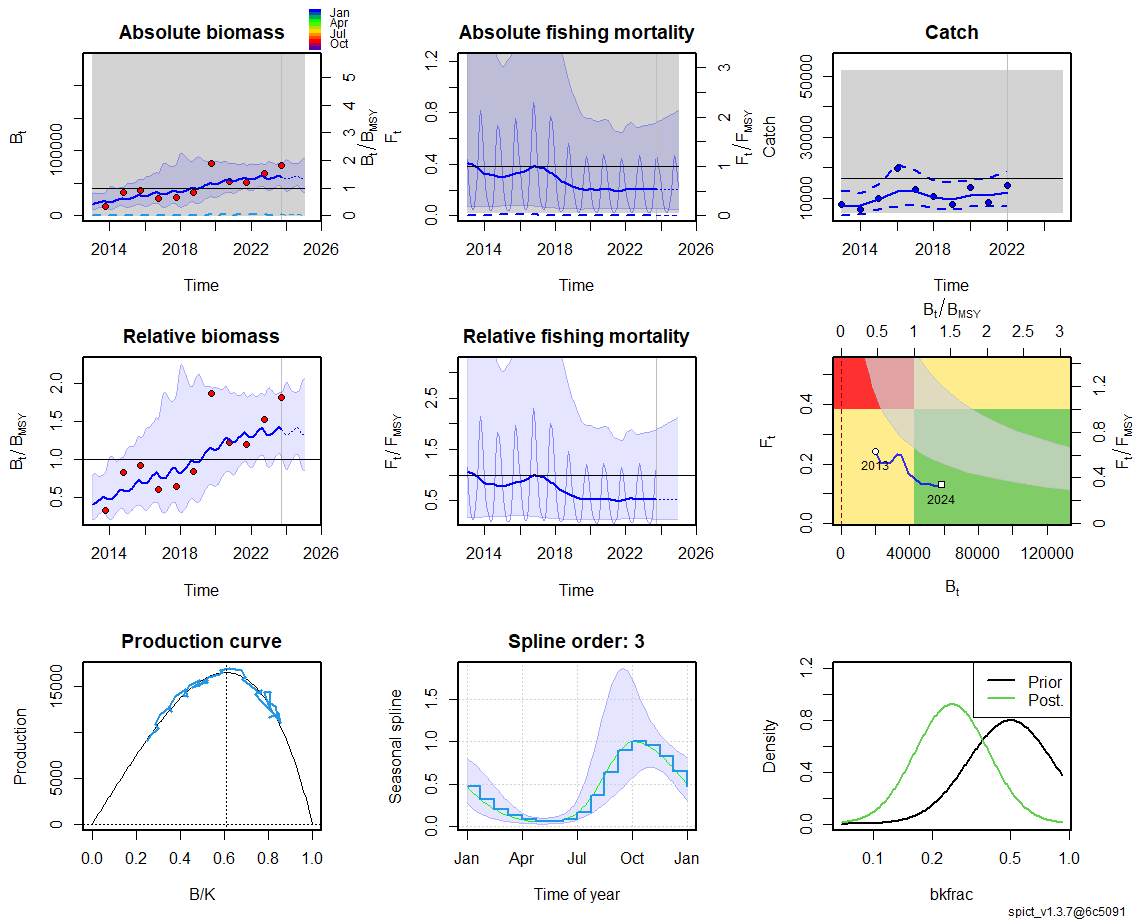 Absolute biomass
Jan
Apr
Jul
Oct
Bt
0
100000
2014
2018
2022
2026
0
1
2
3
4
5
Bt/BMSY
Time
Absolute fishing mortality
Ft
0.0
0.4
0.8
1.2
2014
2018
2022
2026
0
1
2
3
Ft/FMSY
Time
Catch
Catch
10000
30000
50000
2014
2018
2022
Time
Relative biomass
Bt/BMSY
0.5
1.0
1.5
2.0
2014
2018
2022
2026
Time
Relative fishing mortality
Ft/FMSY
0.5
1.5
2.5
2014
2018
2022
2026
Time
Bt/BMSY
0 0.5 1 1.5 2 2.5 3
Ft
0.0
0.2
0.4
2013
2024
0
0.4
0.8
1.2
Ft/FMSY
0 40000 80000 120000
Bt
Production curve
Production
0
5000
15000
0.0 0.2 0.4 0.6 0.8 1.0
B/K
Spline order: 3
Seasonal spline
0.0
0.5
1.0
1.5
Jan Apr Jul Oct Jan
Time of year
Prior
Post.
Density
0.0
0.4
0.8
1.2
0.1 0.2 0.5 1.0
bkfrac
spict_v1.3.7@6c5091